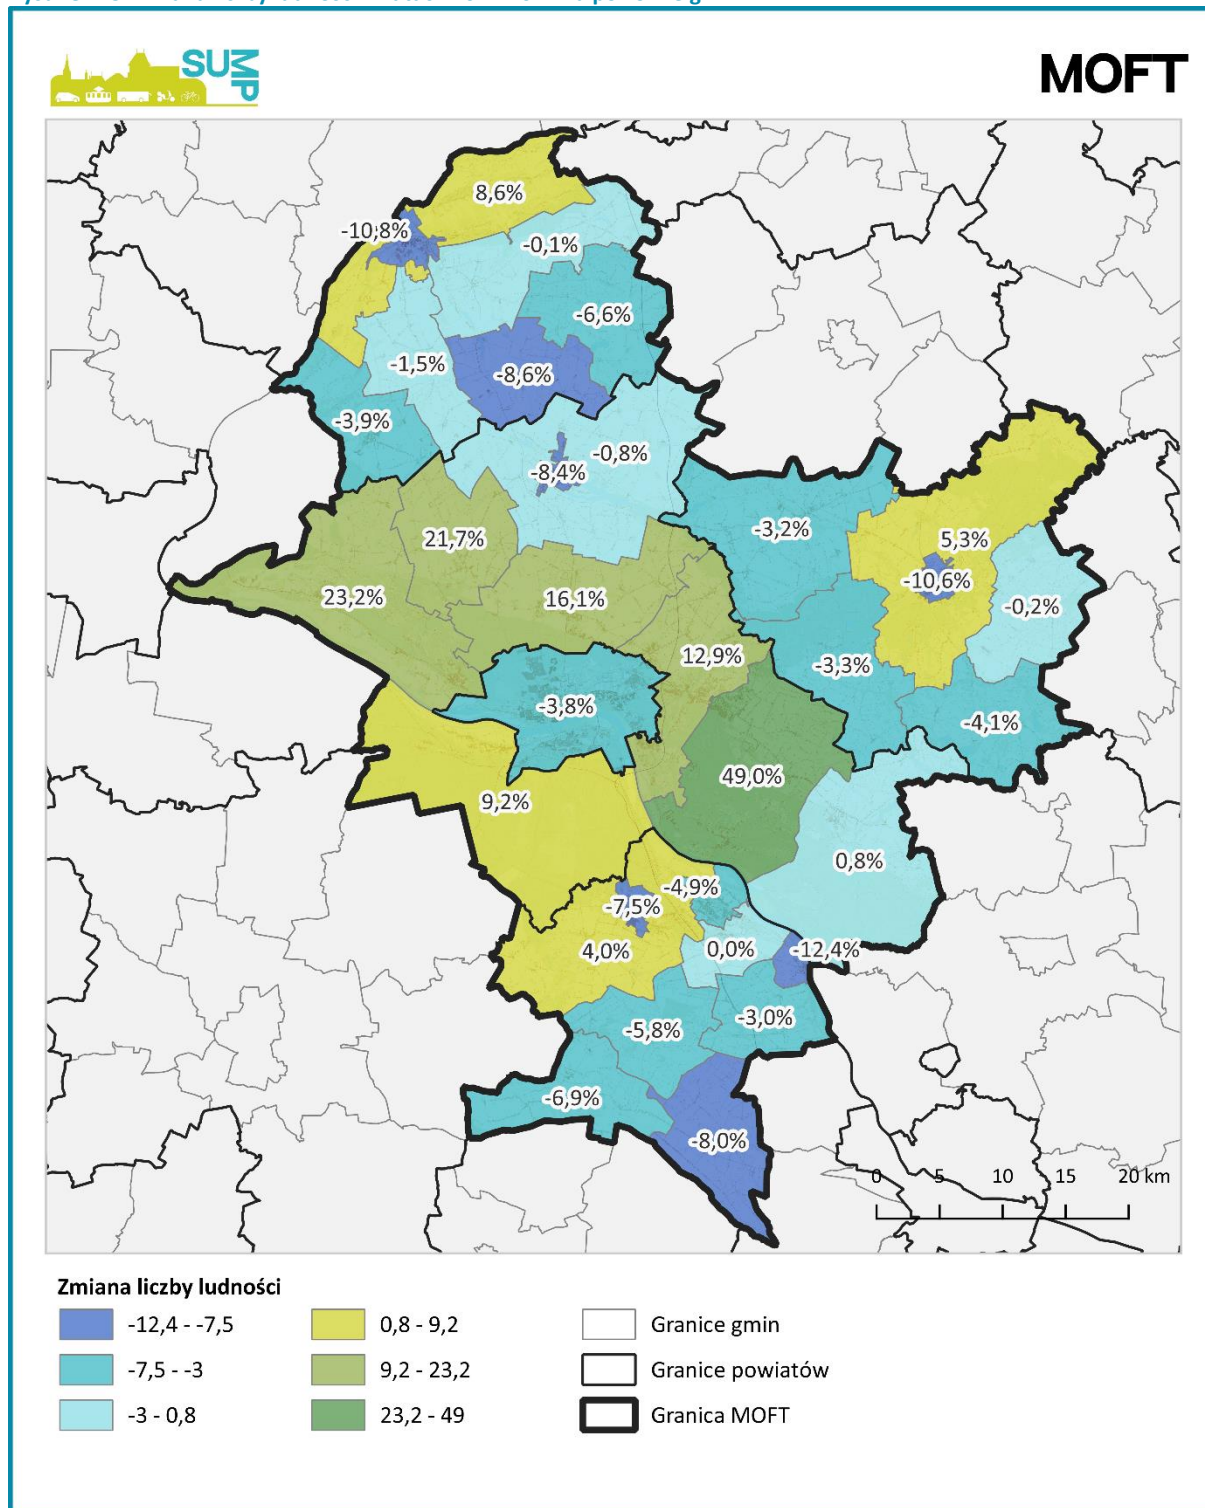 SUMP
MOFT
8,6%
-10,8%
-0,1%
-6,6%
-1,5%
-8,6%
-3,9%
-0,8%
-8,4%
-3,2%
21,7%
5,3%
-10,6%
23,2%
16,1%
-0,2%
12,9%
-3,3%
-3,8%
-4,1%
49,0%
9,2%
0,8%
-4,9%
-7,5%
4,0%
0,0%
-12,4%
-3,0%
-5,8%
-6,9%
-8,0%
0 5 10 15 20 km
Zmiana liczby ludności
-12,4 - -7,5
-7,5 - -3
-3 - 0,8
0,8 - 9,2
9,2 - 23,2
23,2 - 49
Granice gmin
Granice powiatów
Granica MOFT